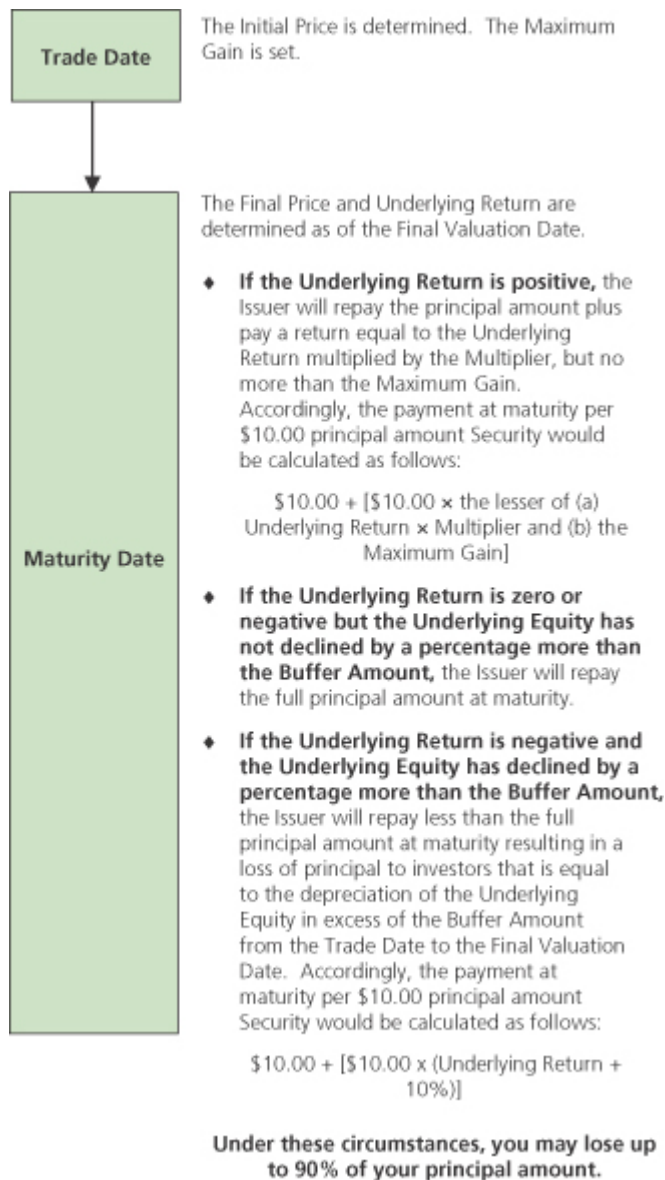 Trade Date
The Initial Price is determined. The Maximum
Gain is set.
Maturity Date
The Final Price and Underlying Return are
determined as of the Final Valuation Date.
♦ If the Underlying Return is positive, the
Issuer will repay the principal amount plus
pay a return equal to the Underlying
Return multiplied by the Multiplier, but no
more than the Maximum Gain.
Accordingly, the payment at maturity per
$10.00 principal amount Security would
be calculated as follows:
$10.00 + [$10.00 × the lesser of (a)
Underlying Return × Multiplier and (b) the
Maximum Gain]
♦ If the Underlying Return is zero or
negative but the Underlying Equity has
not declined by a percentage more than
the Buffer Amount, the Issuer will repay
the full principal amount at maturity.
♦ If the Underlying Return is negative and
the Underlying Equity has declined by a
percentage more than the Buffer Amount,
the Issuer will repay less than the full
principal amount at maturity resulting in a
loss of principal to investors that is equal
to the depreciation of the Underlying
Equity in excess of the Buffer Amount
from the Trade Date to the Final Valuation
Date. Accordingly, the payment at
maturity per $10.00 principal amount
Security would be calculated as follows:
$10.00 + [$10.00 x (Underlying Return +
10%)]
Under these circumstances, you may lose up
to 90% of your principal amount.